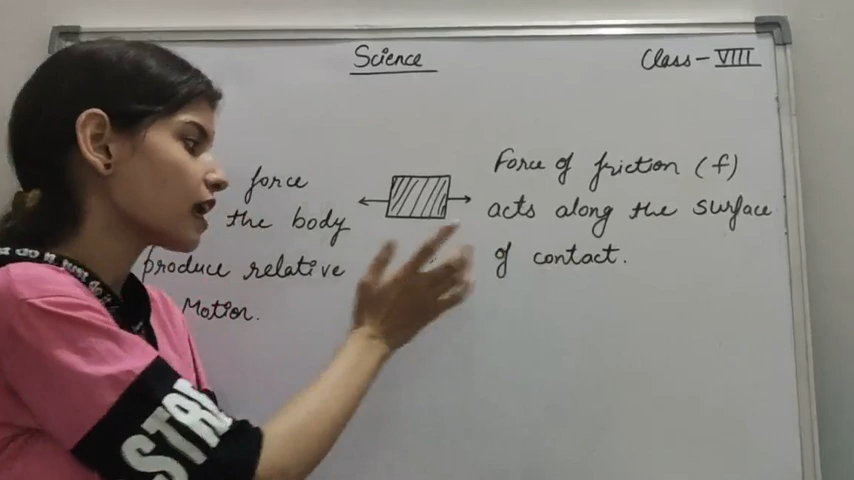 Science
Class - VIII
force
the body
produce relative
Motion.
Force of friction (f)
acts along the surface
of contact.